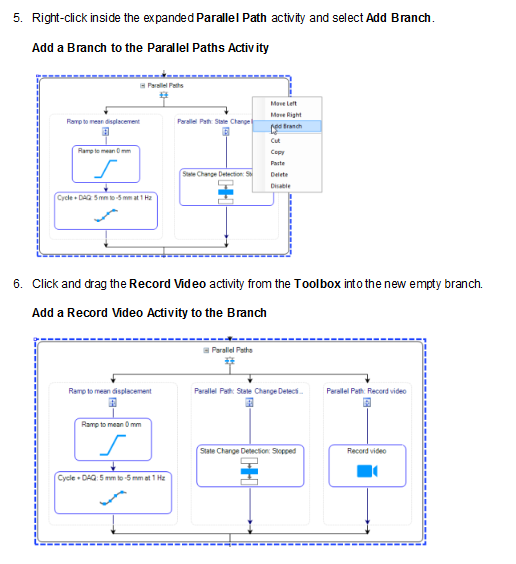 5. Right-click inside the expanded Parallel Path activity and select Add Branch.
Add a Branch to the Parallel Paths Activity
Parallel Paths
Ramp to mean displacement
Parallel Path: State Change
Move Left
Move Right
Add Branch
Cut
Copy
Paste
Delete
Disable
Ramp to mean 0 mm
State Change Detection: St
Cycle + DAQ: 5 mm to -5 mm at 1 Hz
6. Click and drag the Record Video activity from the Toolbox into the new empty branch.
Add a Record Video Activity to the Branch
Parallel Paths
Ramp to mean displacement
Parallel Path: State Change Detecti...
Parallel Path: Record video
Ramp to mean 0 mm
State Change Detection: Stopped
Record video
Cycle + DAQ: 5 mm to -5 mm at 1 Hz